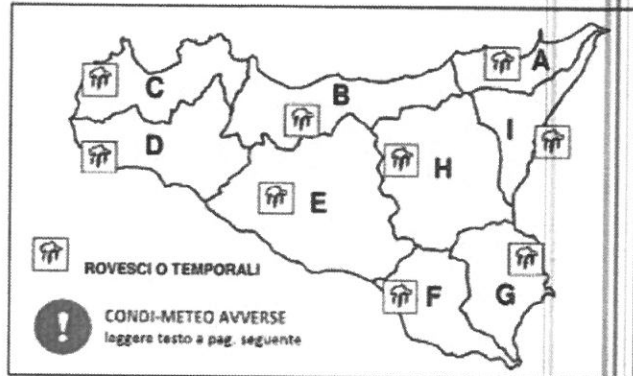 A
C
B
I
D
H
E
ROVESCI O TEMPORALI
F
G
CONDI-METEO AVVERSE
leggere testo a pag. seguente